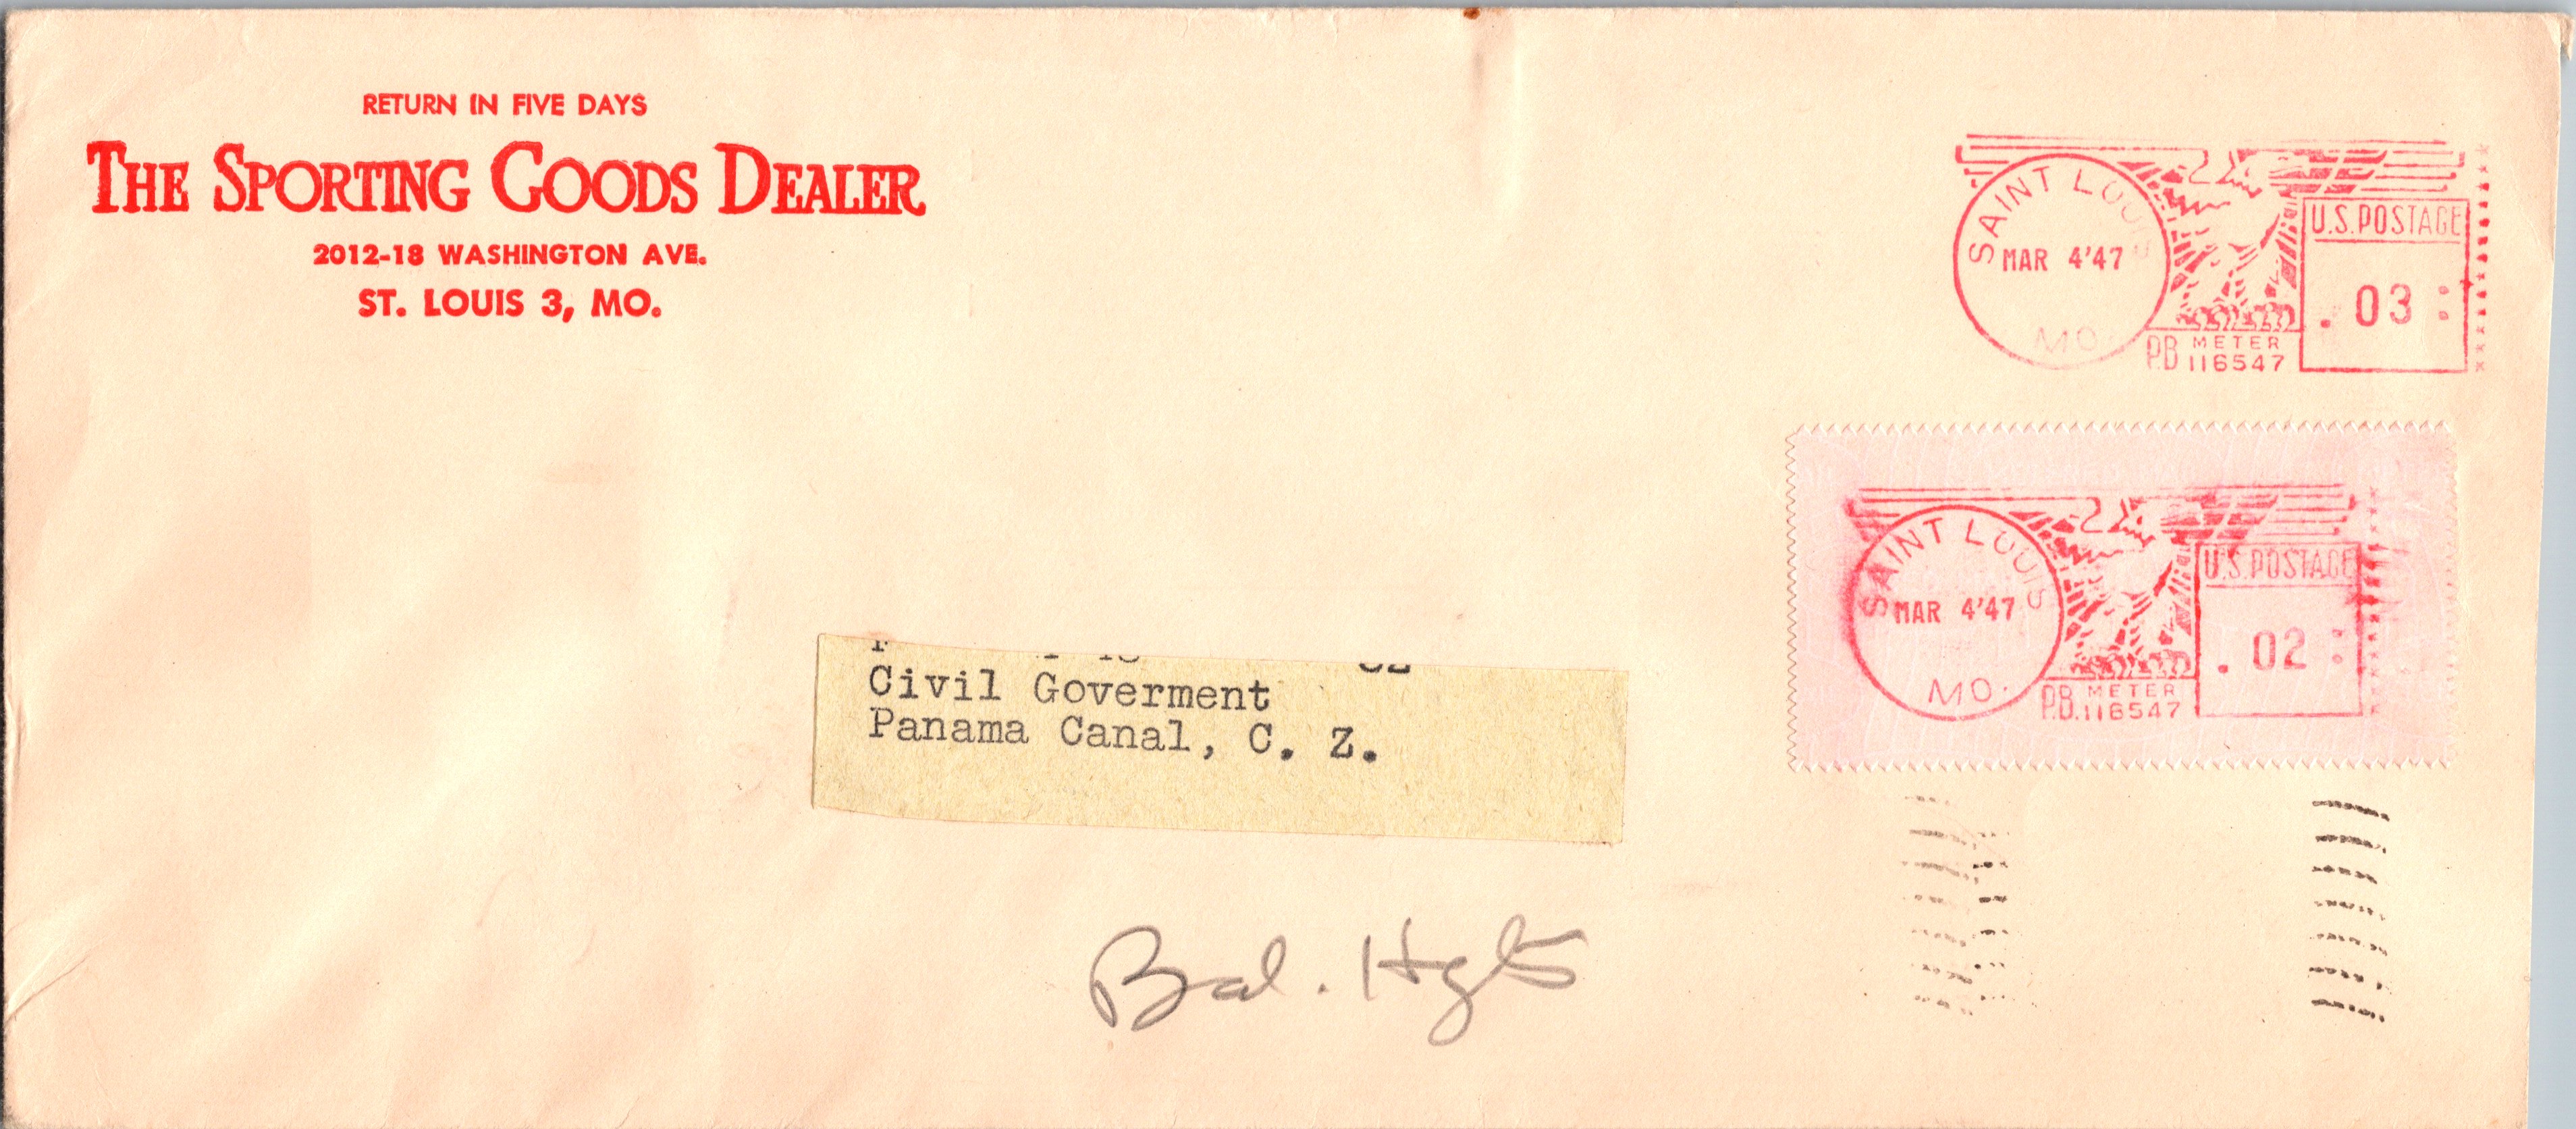 RETURN IN FIVE DAYS
THE SPORTING GOODS DEALER
2012-18 WASHINGTON AVE.
ST. LOUIS 3, MO.
SAINT LOUIS
MAR 4'47
MO.
P.B. METER
116547
U.S. POSTAGE
.03
SAINT LOUIS
MAR 4'47
MO.
P.B. METER
116547
U.S. POSTAGE
.02
Civil Goverment
Panama Canal, C. Z.
Bal. Hgts